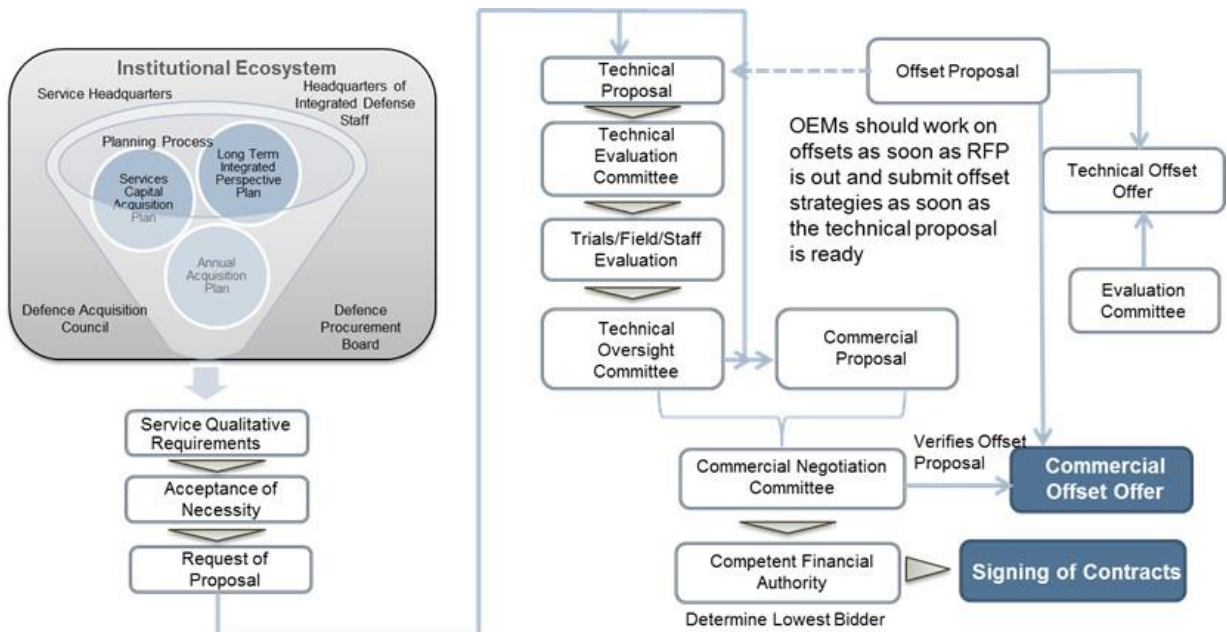 Institutional Ecosystem
Service Headquarters
Headquarters of
Integrated Defense
Staff
Planning Process
Services
Capital
Acquisition
Plan
Long Term
Integrated
Perspective
Plan
Annual
Acquisition
Plan
Defence Acquisition
Council
Defence
Procurement
Board
Service Qualitative
Requirements
Acceptance of
Necessity
Request of
Proposal
Technical
Proposal
Technical
Evaluation
Committee
Trials/Field/Staff
Evaluation
Technical
Oversight
Committee
Commercial
Proposal
Offset Proposal
OEMs should work on
offsets as soon as RFP
is out and submit offset
strategies as soon as
the technical proposal
is ready
Technical Offset
Offer
Evaluation
Committee
Commercial Negotiation
Committee
Verifies Offset
Proposal
Commercial
Offset Offer
Competent Financial
Authority
Signing of Contracts
Determine Lowest Bidder